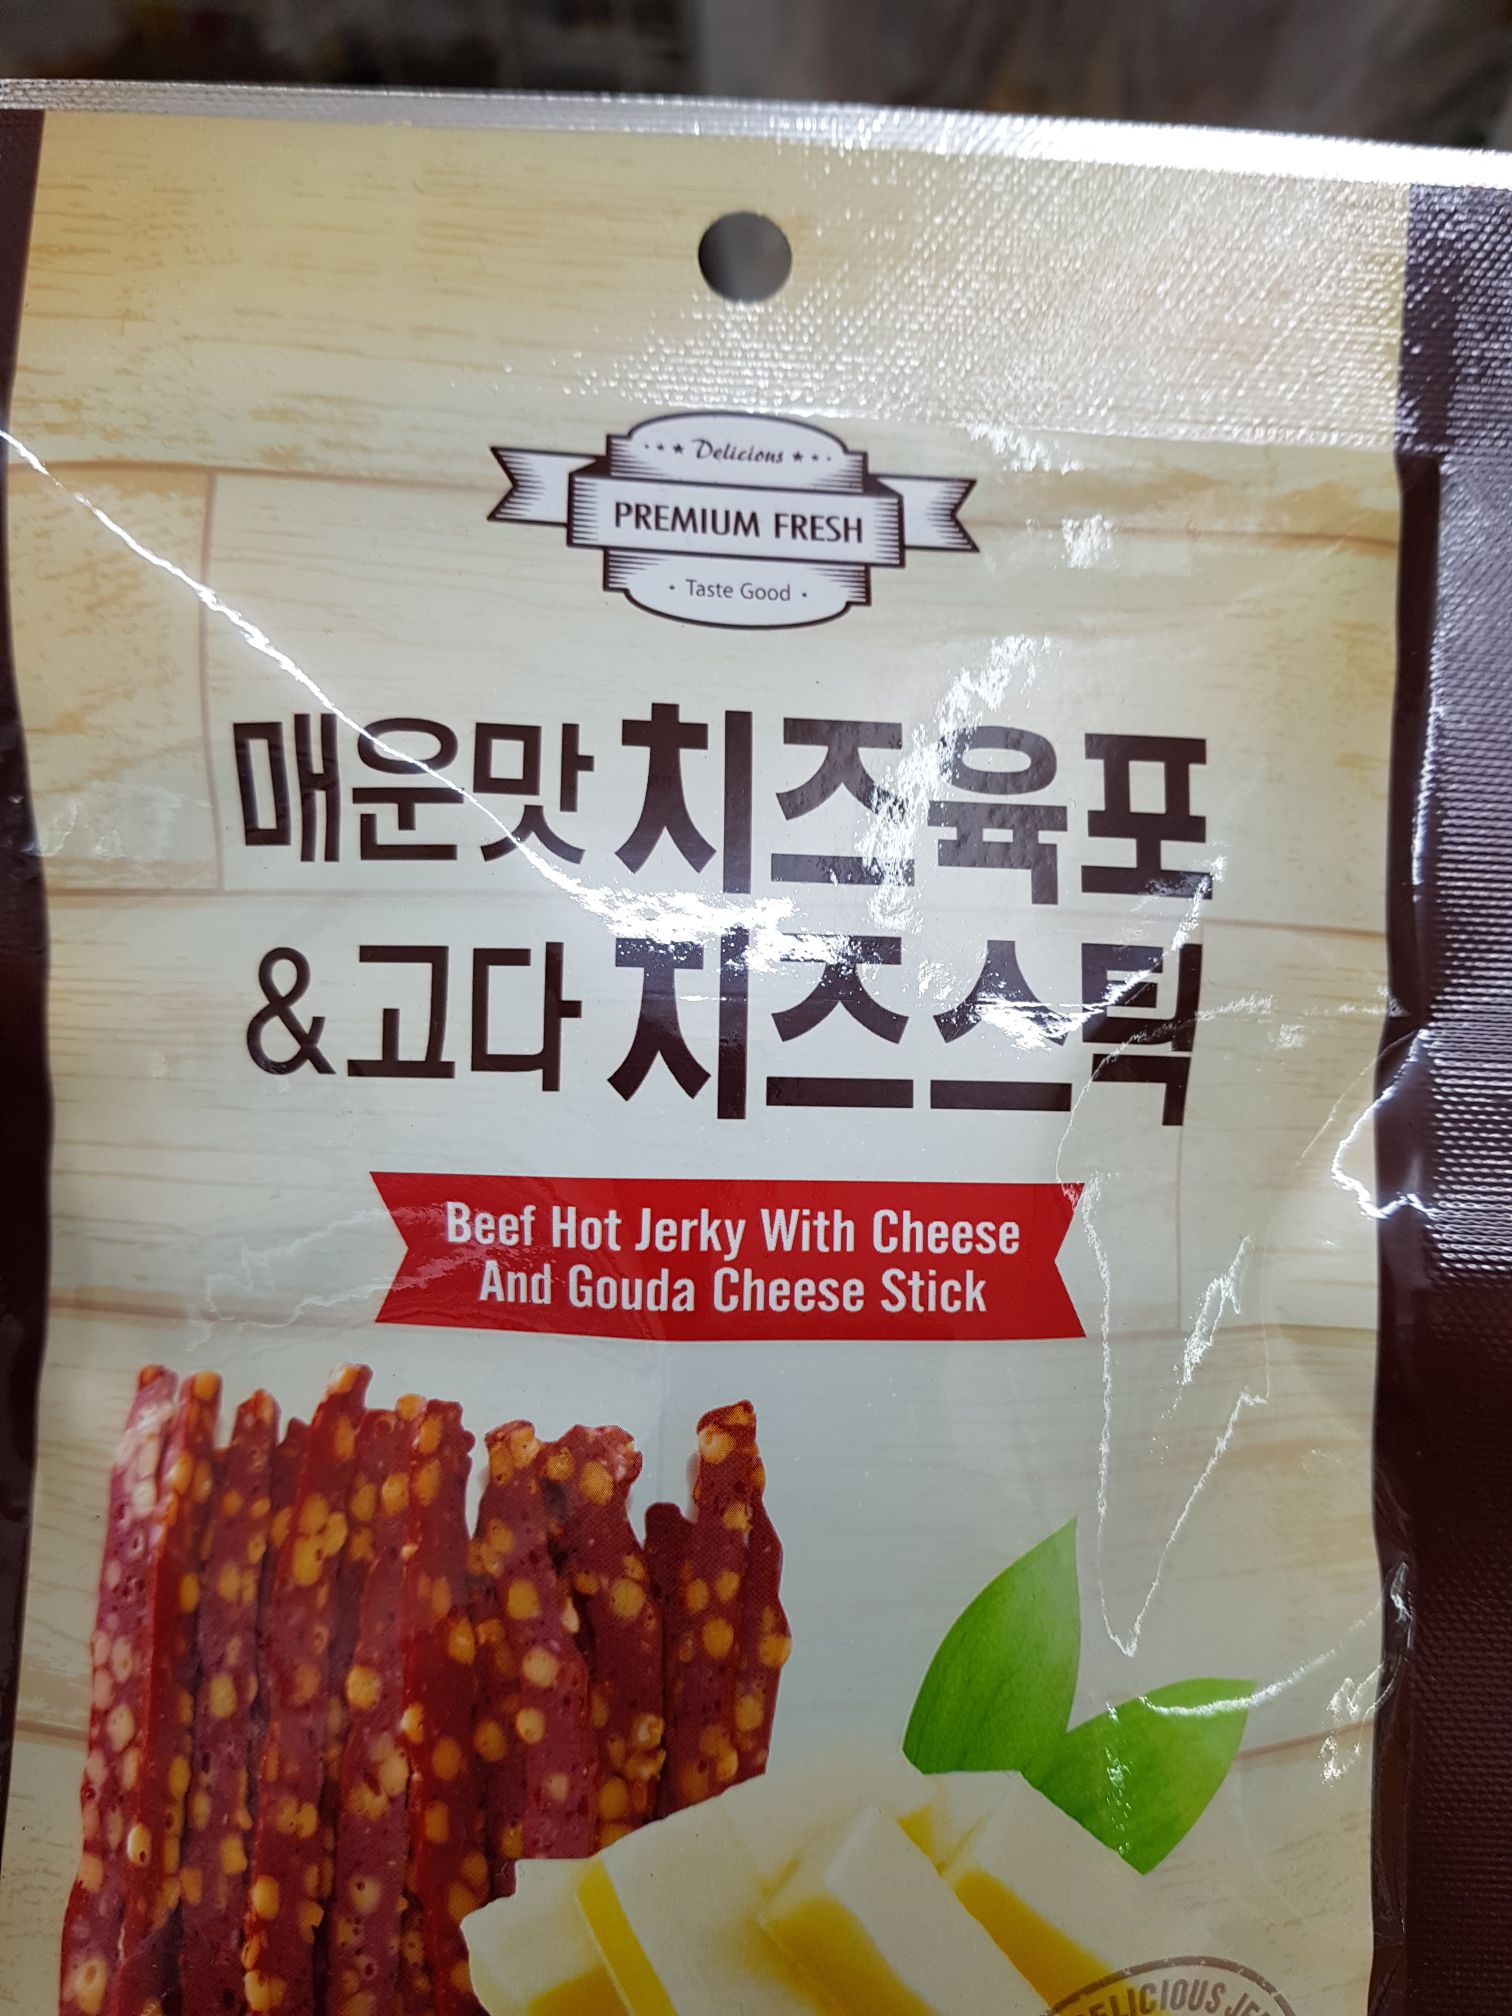 Delicious
PREMIUM FRESH
· Taste Good ·
매운맛 치즈육포
&고다 치즈스틱
Beef Hot Jerky With Cheese
And Gouda Cheese Stick
DELICIOUS